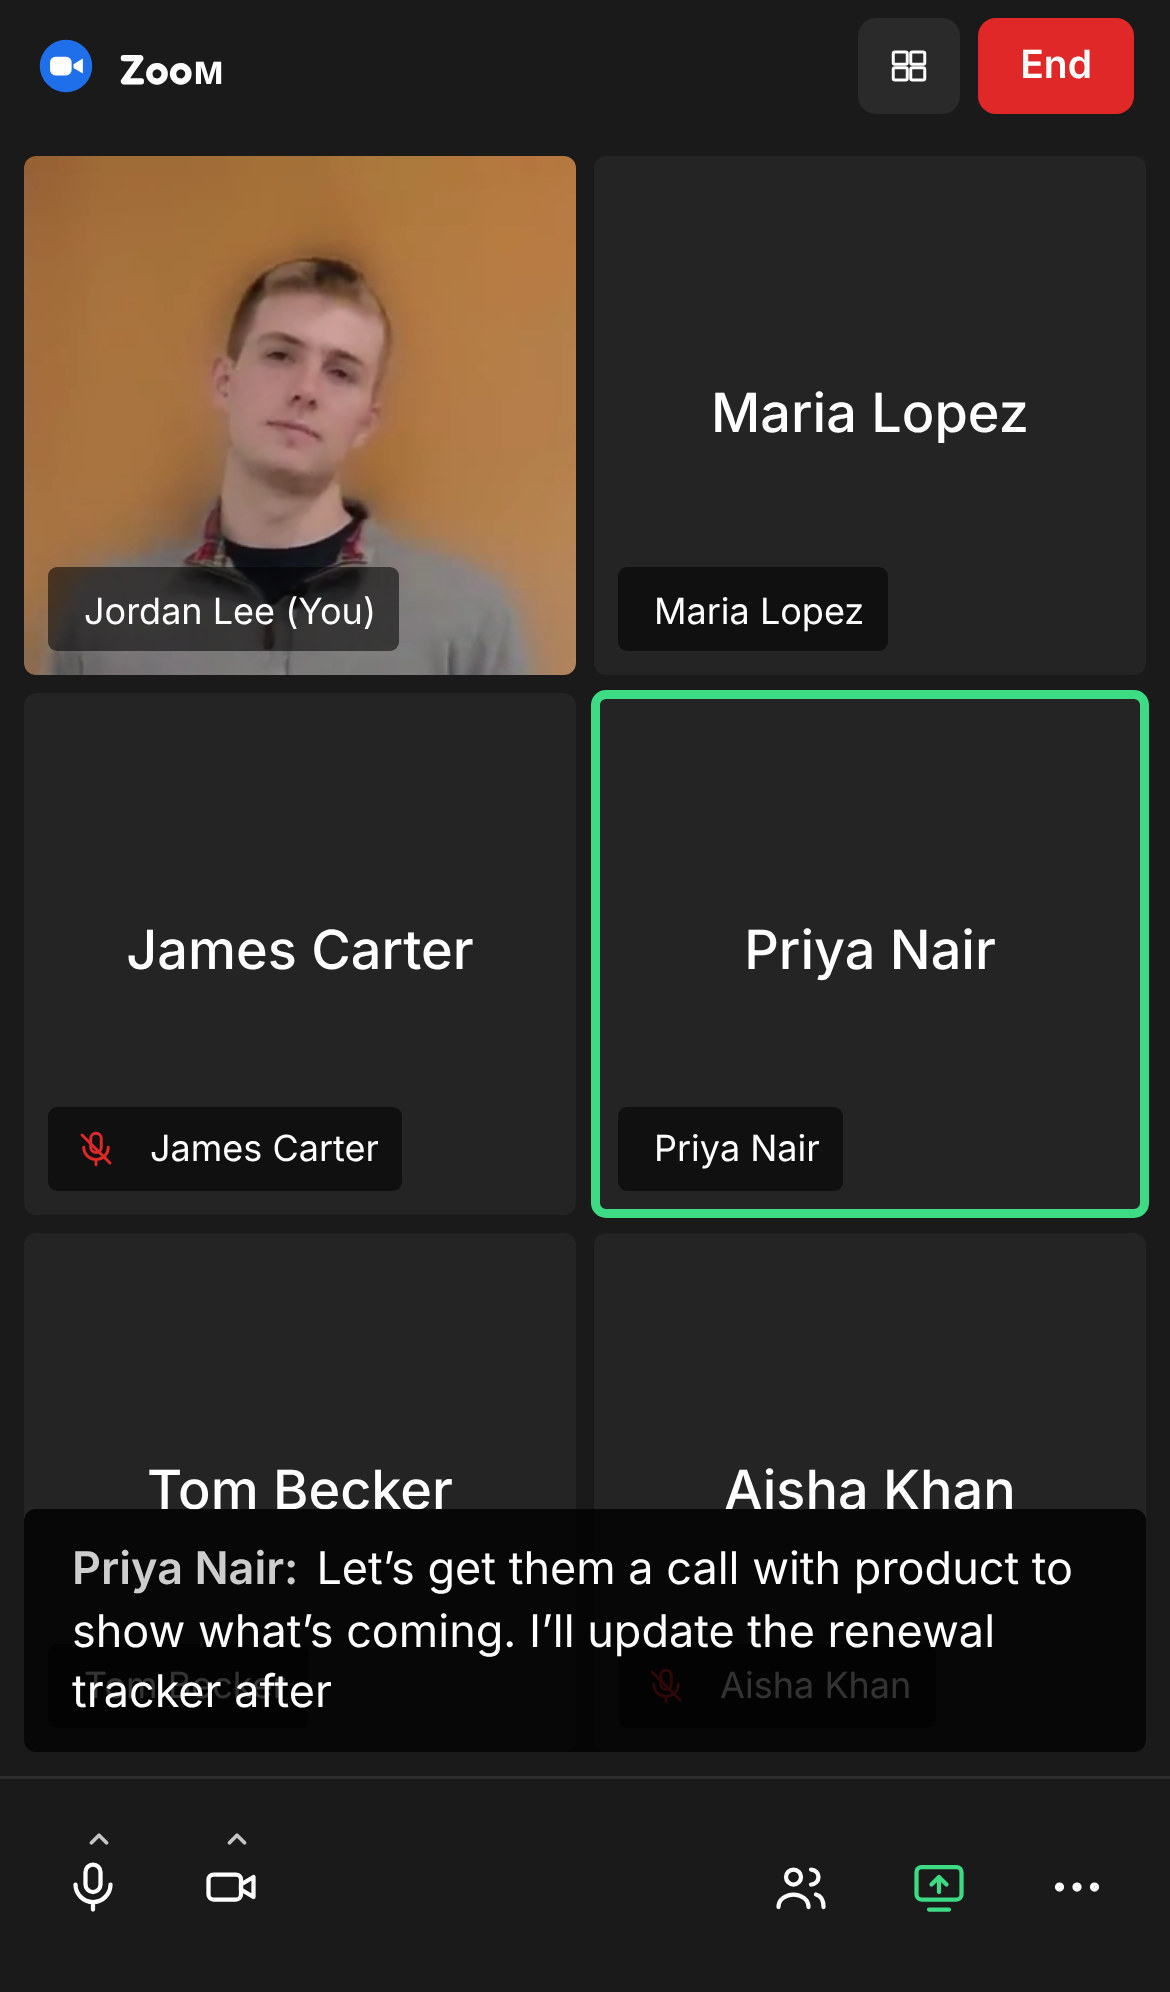 Zoom
End
Jordan Lee (You)
Maria Lopez
Maria Lopez
James Carter
James Carter
Priya Nair
Priya Nair
Tom Becker
Aisha Khan
Priya Nair: Let’s get them a call with product to
show what’s coming. I’ll update the renewal
tracker after
Tom Becker
Aisha Khan